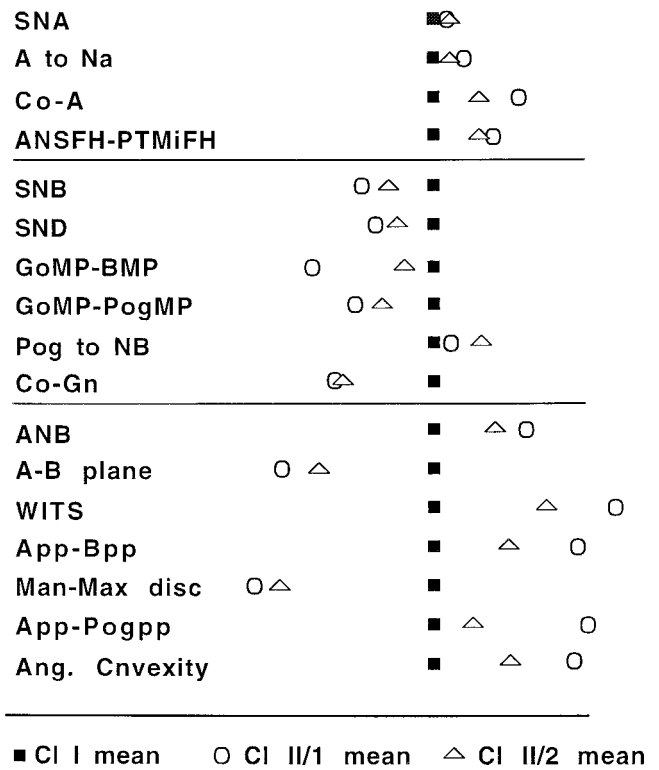 SNA
A to Na
Co-A
ANSFH-PTMiFH
SNB
SND
GoMP-BMP
GoMP-PogMP
Pog to NB
Co-Gn
ANB
A-B plane
WITS
App-Bpp
Man-Max disc
App-Pogpp
Ang. Cnvexity
Cl I mean Cl II/1 mean Cl II/2 mean